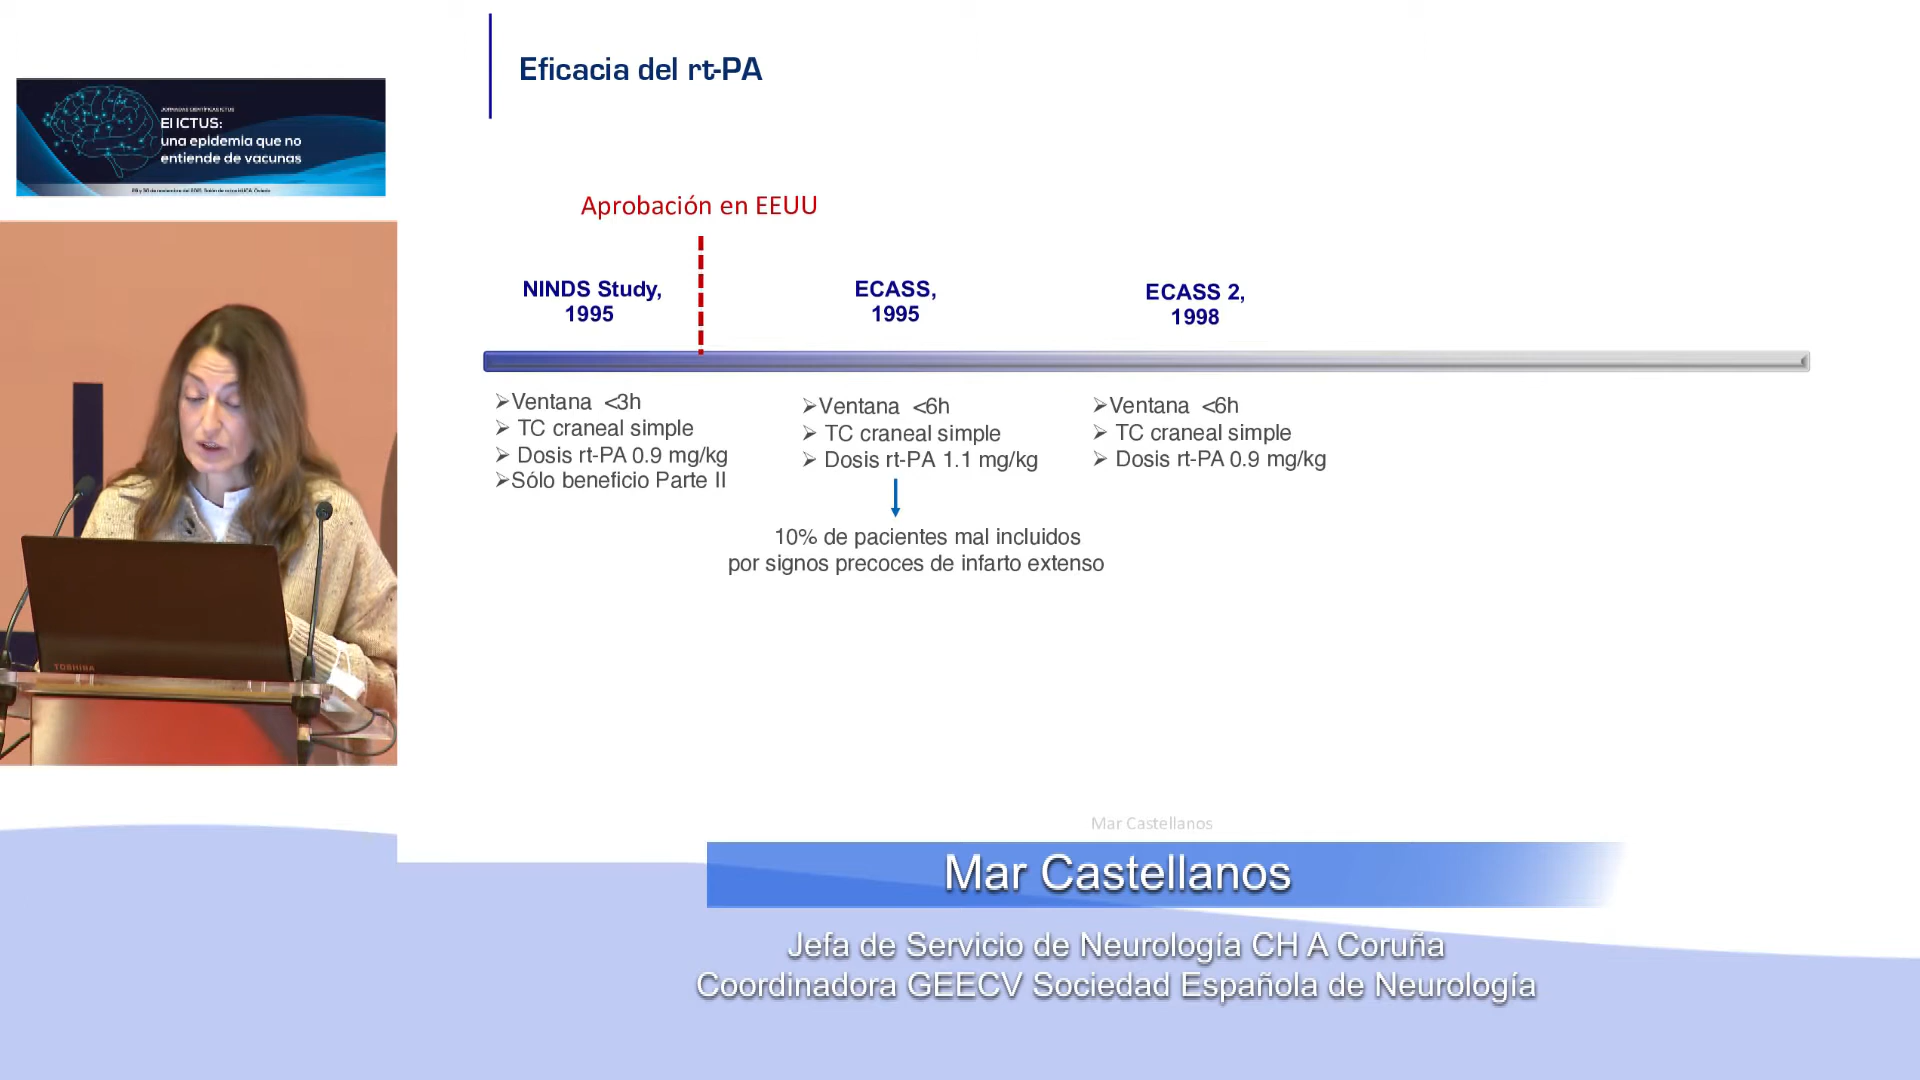 Eficacia del rt-PA
JORNADAS CIENTÍFICAS ICTUS
El ICTUS:
una epidemia que no
entiende de vacunas
Aprobación en EEUU
NINDS Study,
1995
ECASS,
1995
ECASS 2,
1998
➢Ventana <3h
➢ TC craneal simple
➢ Dosis rt-PA 0.9 mg/kg
➢Sólo beneficio Parte II
➢Ventana <6h
➢ TC craneal simple
➢ Dosis rt-PA 1.1 mg/kg
10% de pacientes mal incluidos
por signos precoces de infarto extenso
➢Ventana <6h
➢ TC craneal simple
➢ Dosis rt-PA 0.9 mg/kg
TOSHIBA
Mar Castellanos
Mar Castellanos
Jefa de Servicio de Neurología CH A Coruña
Coordinadora GEECV Sociedad Española de Neurología